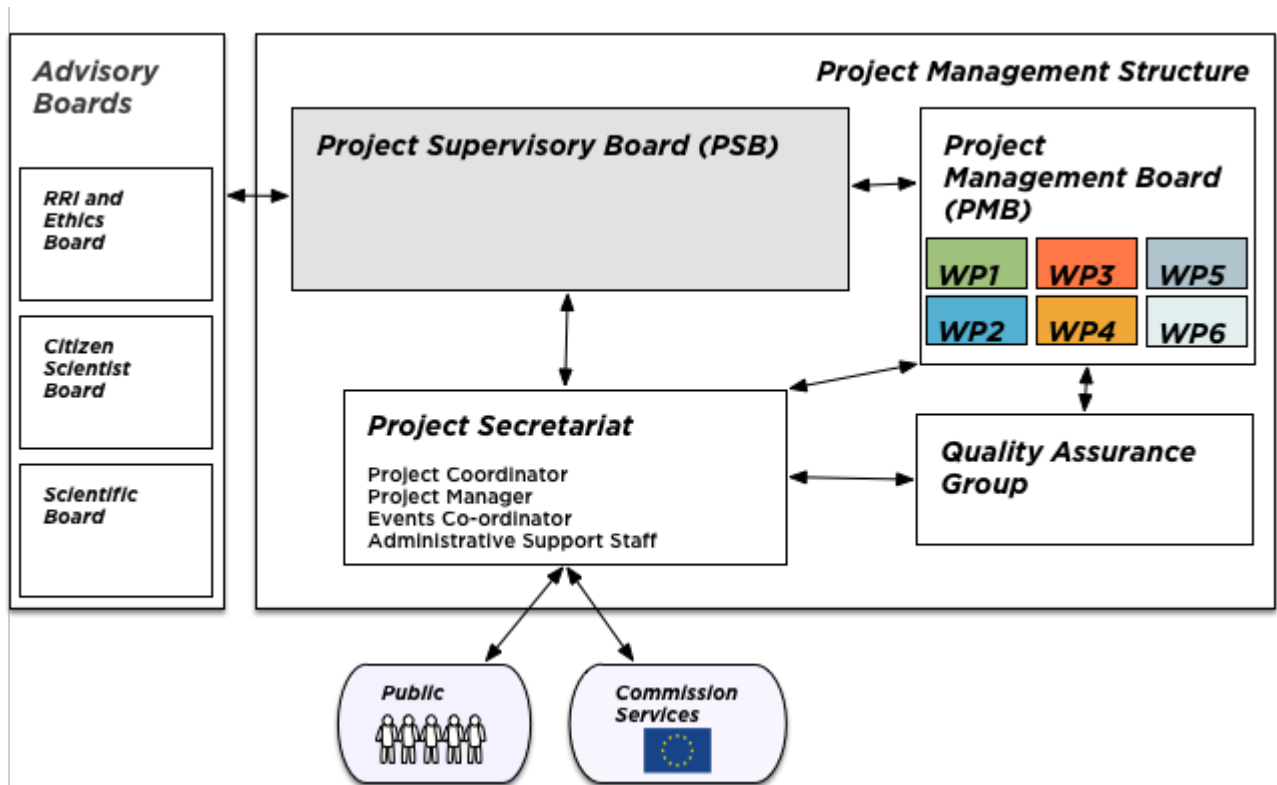 Advisory
Boards
RRI and
Ethics
Board
Citizen
Scientist
Board
Scientific
Board
Project Management Structure
Project Supervisory Board (PSB)
Project
Management Board
(PMB)
WP1
WP3
WP5
WP2
WP4
WP6
Project Secretariat
Project Coordinator
Project Manager
Events Co-ordinator
Administrative Support Staff
Quality Assurance
Group
Public
Commission
Services